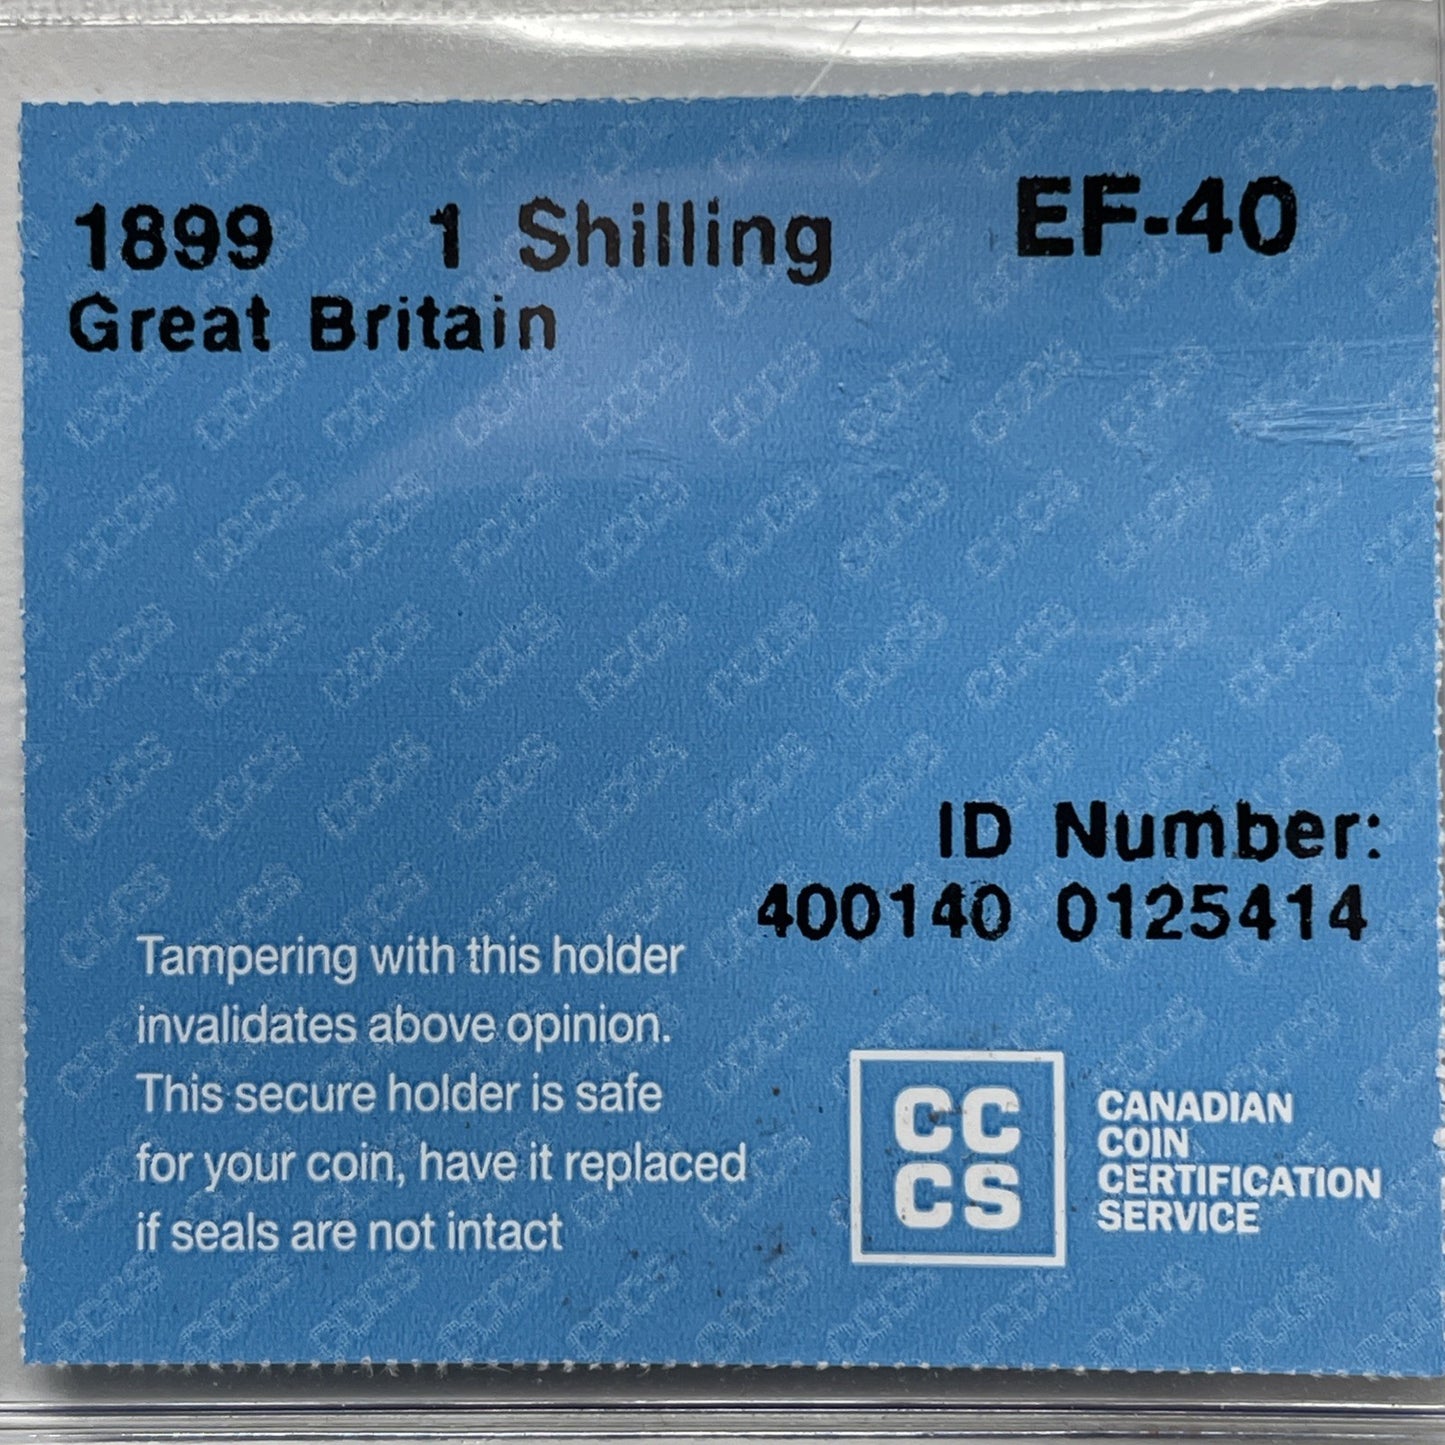 1899 1 Shilling EF-40
Great Britain
ID Number:
400140 0125414
Tampering with this holder
invalidates above opinion.
This secure holder is safe
for your coin, have it replaced
if seals are not intact
CC
CS
CANADIAN
COIN
CERTIFICATION
SERVICE